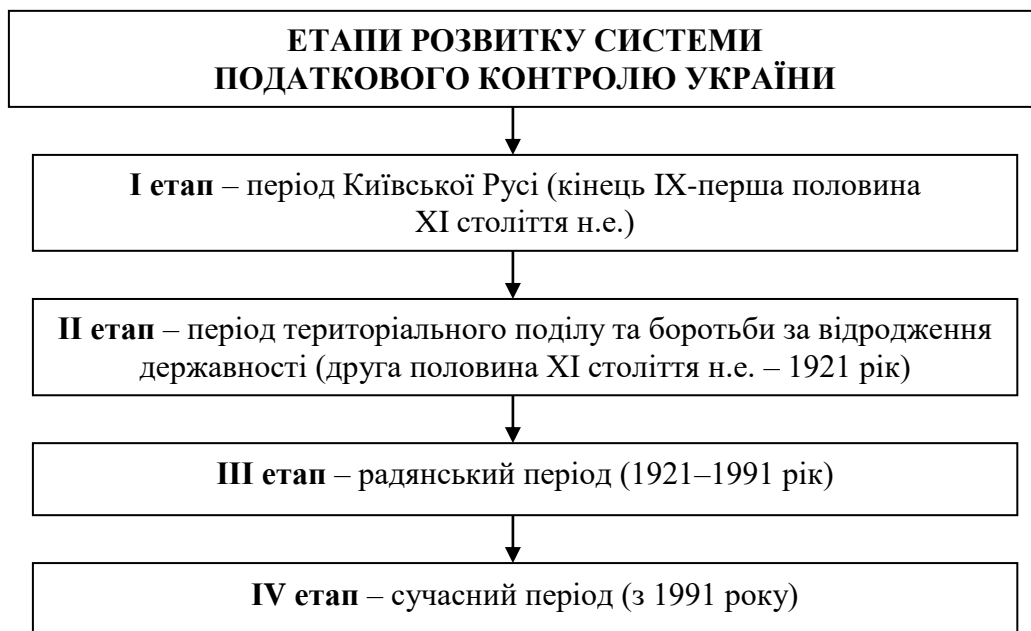 ЕТАПИ РОЗВИТКУ СИСТЕМИ
ПОДАТКОВОГО КОНТРОЛЮ УКРАЇНИ
І етап – період Київської Русі (кінець ІХ-перша половина
ХІ століття н.е.)
ІІ етап – період територіального поділу та боротьби за відродження
державності (друга половина ХІ століття н.е. – 1921 рік)
ІІІ етап – радянський період (1921–1991 рік)
ІV етап – сучасний період (з 1991 року)